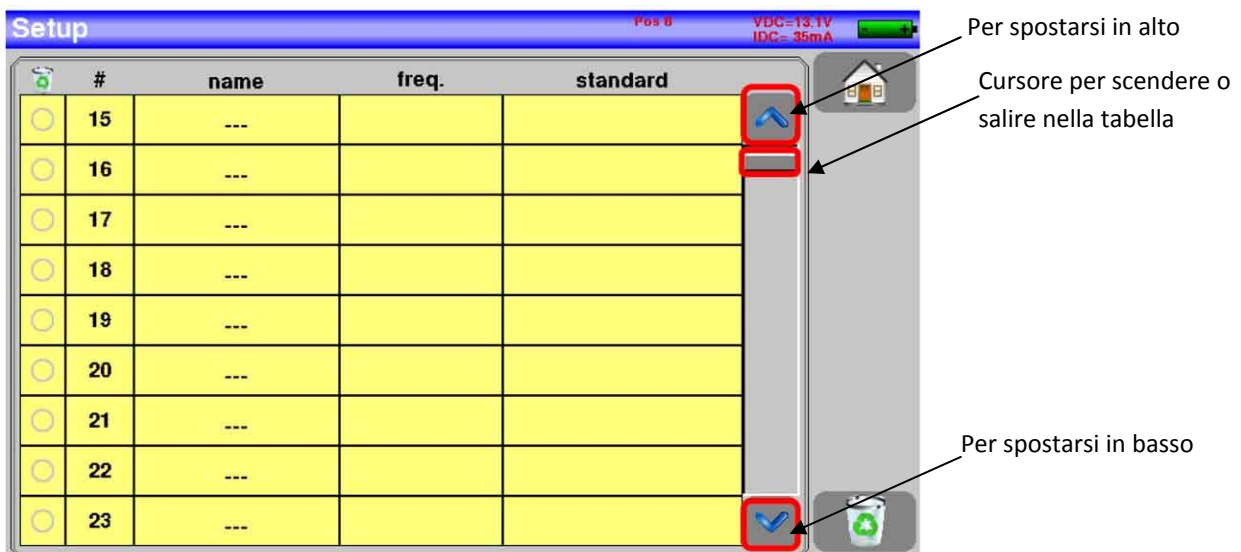 Setup
Pos 6
VDC=13.1V
IDC= 35mA
- +
Per spostarsi in alto
Cursore per scendere o
salire nella tabella
# name freq. standard
15 ---
16 ---
17 ---
18 ---
19 ---
20 ---
21 ---
22 ---
23 ---
Per spostarsi in basso